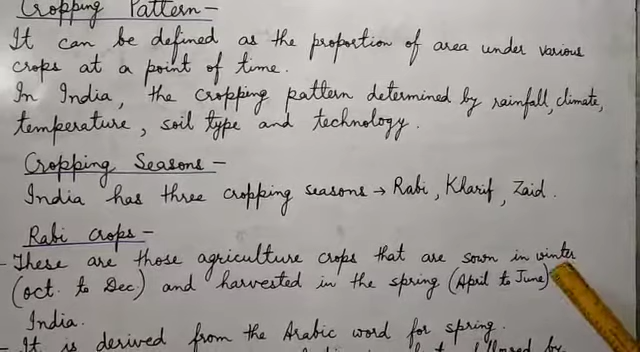 Cropping Pattern -
It can be defined as the proportion of area under various
crops at a point of time.
In India, the cropping pattern determined by rainfall, climate,
temperature, soil type and technology.
Cropping Seasons -
India has three cropping seasons → Rabi, Kharif, Zaid.
Rabi crops -
- These are those agriculture crops that are sown in winter
(oct. to Dec.) and harvested in the spring (April to June)
India.
- It is derived from the Arabic word for spring.